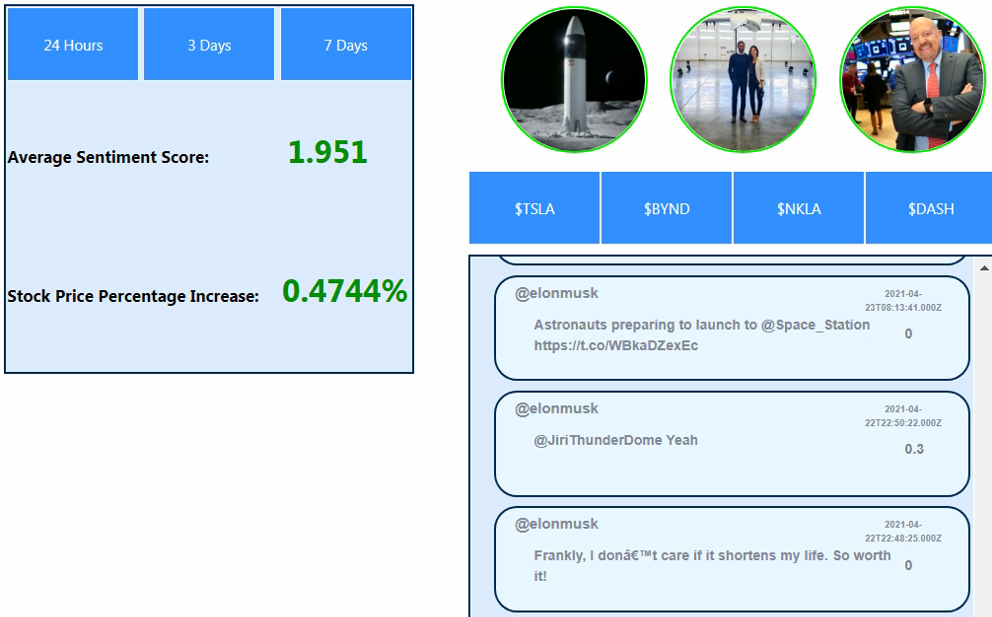 24 Hours
3 Days
7 Days
Average Sentiment Score:
1.951
Stock Price Percentage Increase:
0.4744%
$TSLA
$BYND
$NKLA
$DASH
@elonmusk
2021-04-
23T08:13:41.000Z
Astronauts preparing to launch to @Space_Station
0
https://t.co/WBkaDZexEc
@elonmusk
2021-04-
22T22:50:22.000Z
@JiriThunderDome Yeah
0.3
@elonmusk
2021-04-
22T22:48:25.000Z
Frankly, I donâ€™t care if it shortens my life. So worth
0
it!